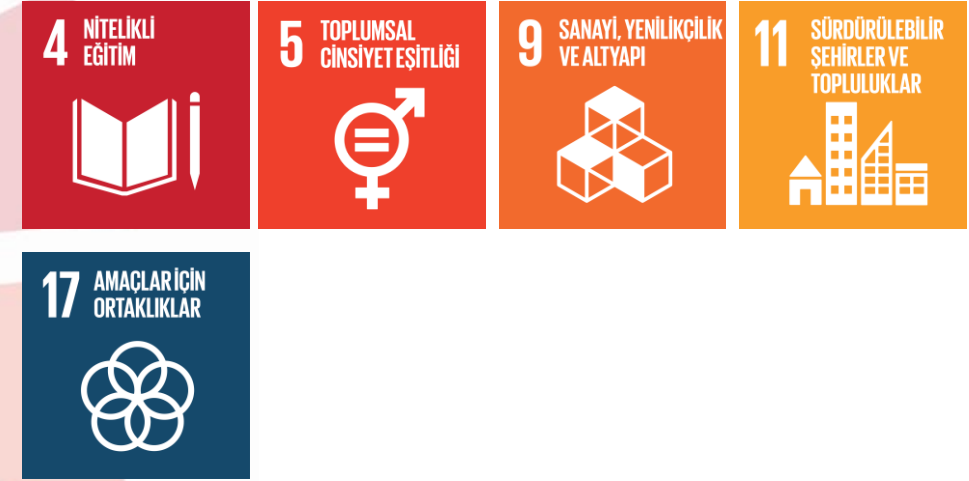 4 NİTELİKLİ
EĞİTİM
5 TOPLUMSAL
CİNSİYET EŞİTLİĞİ
9 SANAYİ, YENİLİKÇİLİK
VE ALTYAPI
11 SÜRDÜRÜLEBİLİR
ŞEHİRLER VE
TOPLULUKLAR
17 AMAÇLAR İÇİN
ORTAKLIKLAR